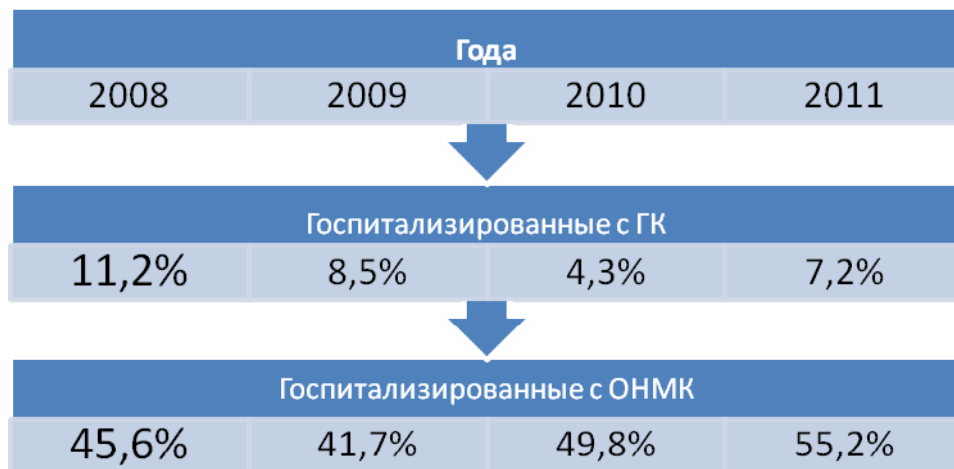 Года
2008 2009 2010 2011
Госпитализированные с ГК
11,2% 8,5% 4,3% 7,2%
Госпитализированные с ОНМК
45,6% 41,7% 49,8% 55,2%